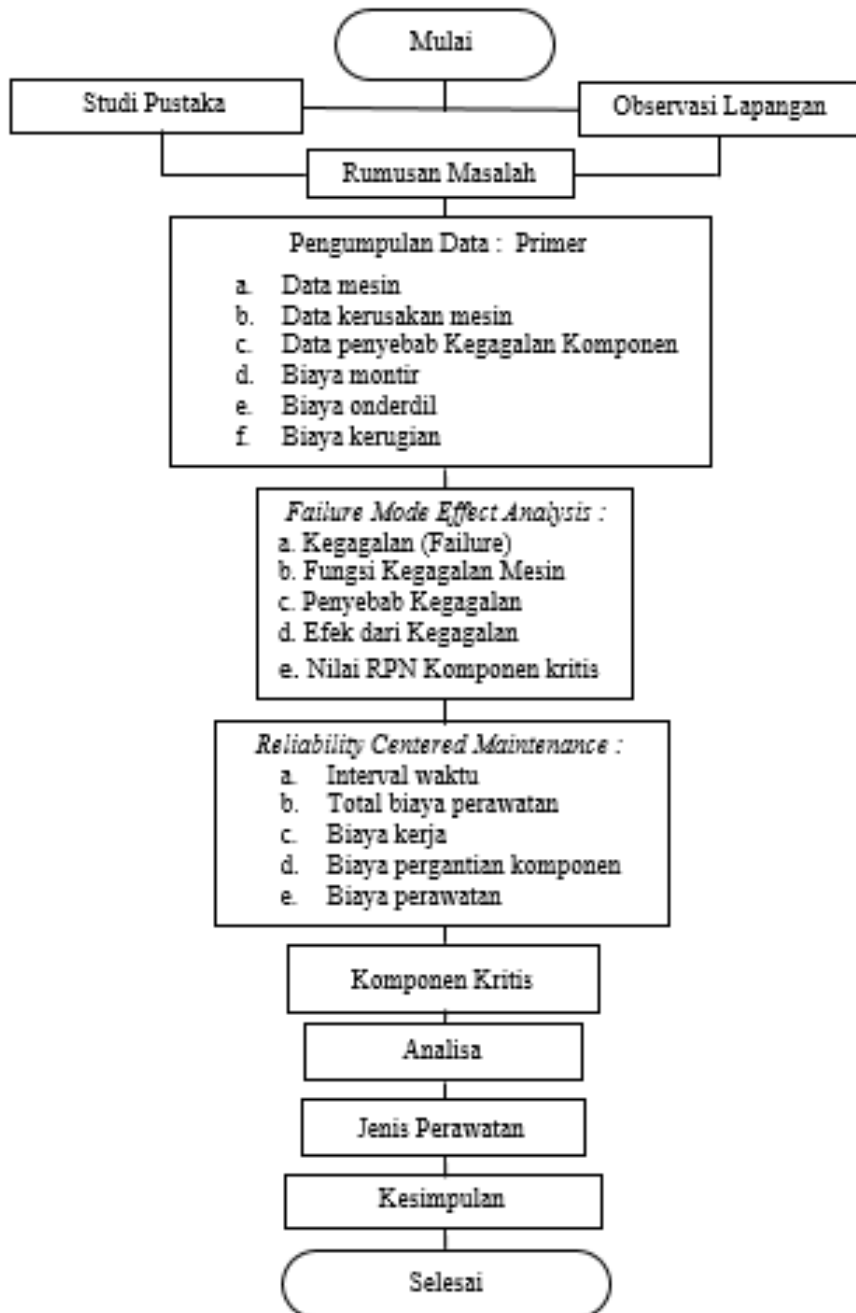 Mulai
Studi Pustaka
Observasi Lapangan
Rumusan Masalah
Pengumpulan Data : Primer
a. Data mesin
b. Data kerusakan mesin
c. Data penyebab Kegagalan Komponen
d. Biaya montir
e. Biaya onderdil
f. Biaya kerugian
Failure Mode Effect Analysis :
a. Kegagalan (Failure)
b. Fungsi Kegagalan Mesin
c. Penyebab Kegagalan
d. Efek dari Kegagalan
e. Nilai RPN Komponen kritis
Reliability Centered Maintenance :
a. Interval waktu
b. Total biaya perawatan
c. Biaya kerja
d. Biaya pergantian komponen
e. Biaya perawatan
Komponen Kritis
Analisa
Jenis Perawatan
Kesimpulan
Selesai